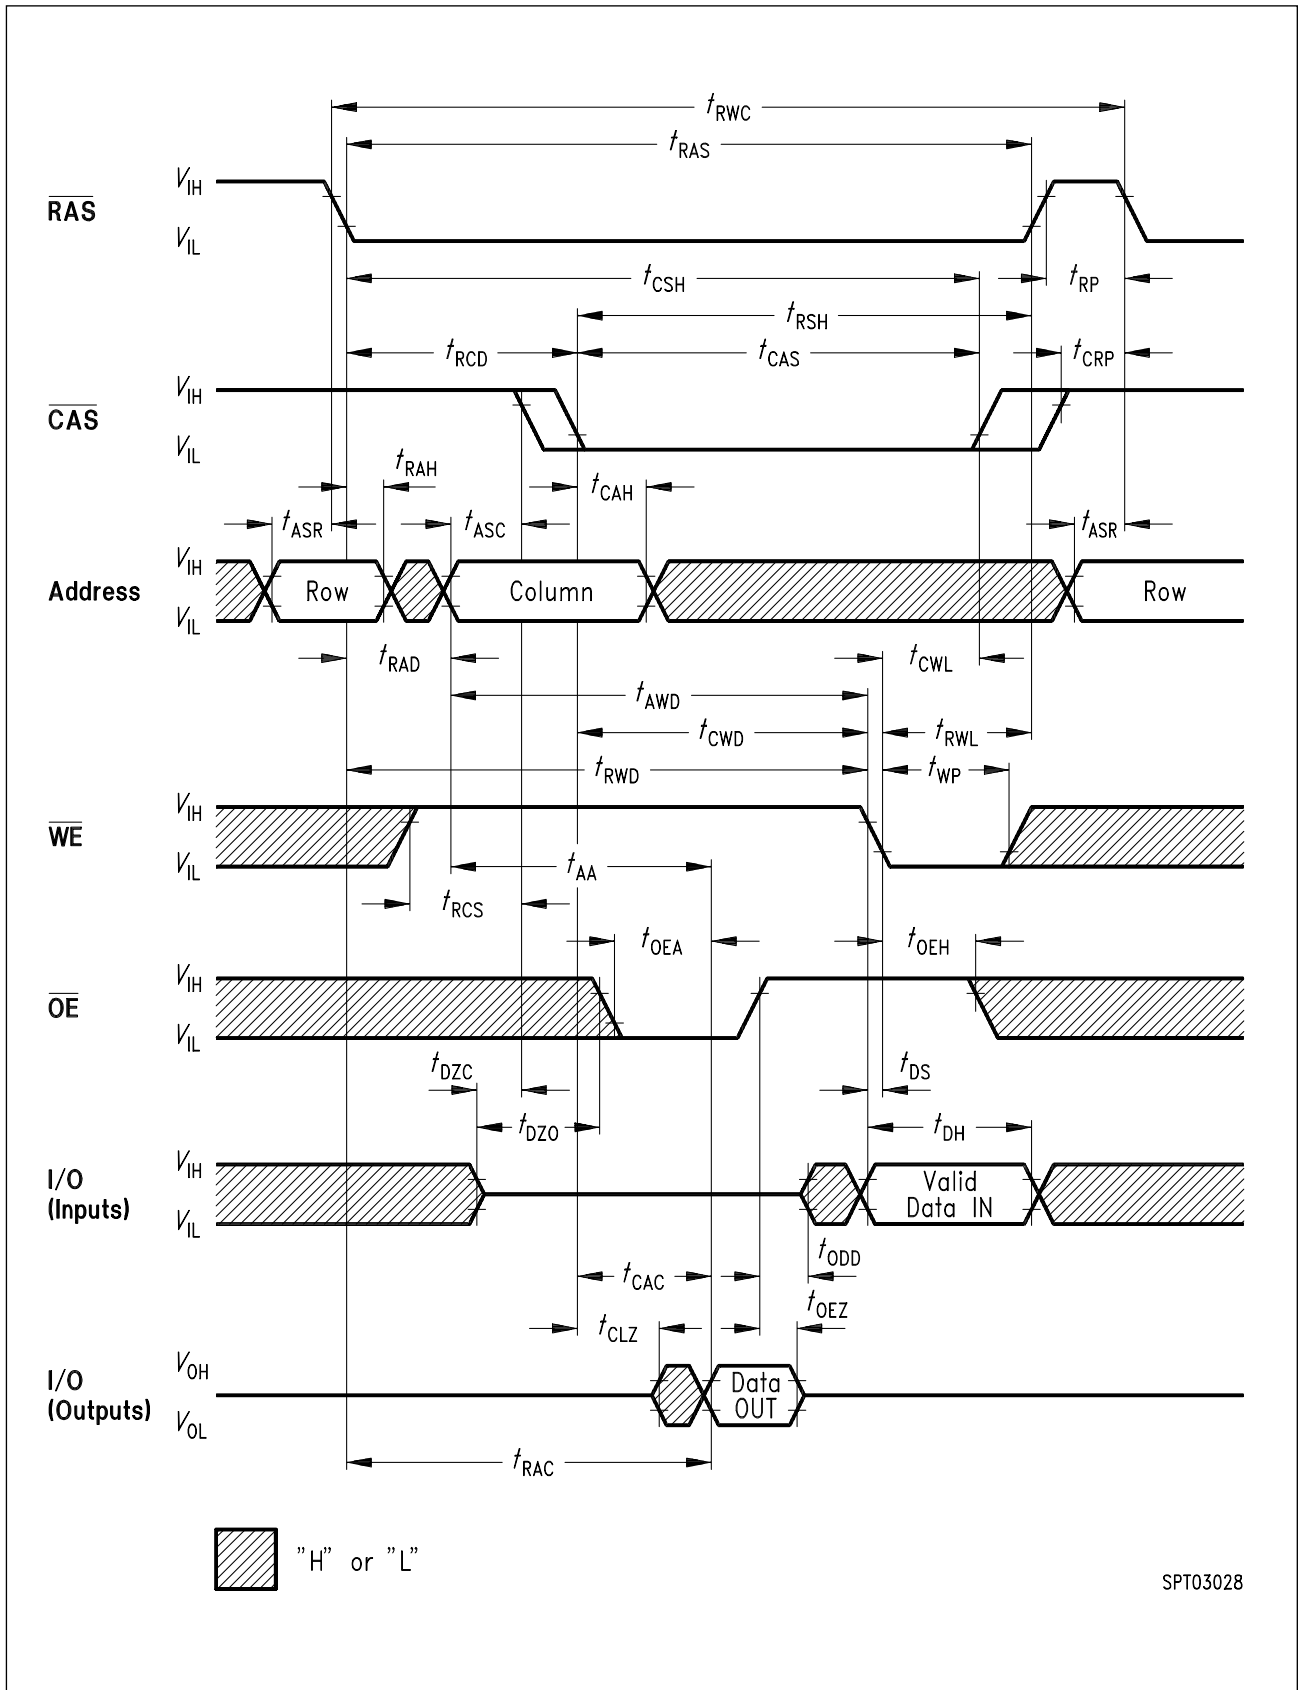 tRWC
tRAS
RAS VIH
VIL
tCSH tRP
tRSH
tRCD tCAS tCRP
CAS VIH
VIL
tRAH tCAH
tASR tASC tASR
Address VIH
VIL
Row Column Row
tRAD tCWL
tAWD
tCWD tRWL
tRWD tWP
WE VIH
VIL
tAA
tRCS
tOEA tOEH
OE VIH
VIL
tDZC tDS
tDZO tDH
I/O
(Inputs)
VIH
VIL
Valid
Data IN
tODD
tCAC
tOEZ
tCLZ
I/O
(Outputs)
VOH
VOL
Data
OUT
tRAC
"H" or "L"
SPT03028